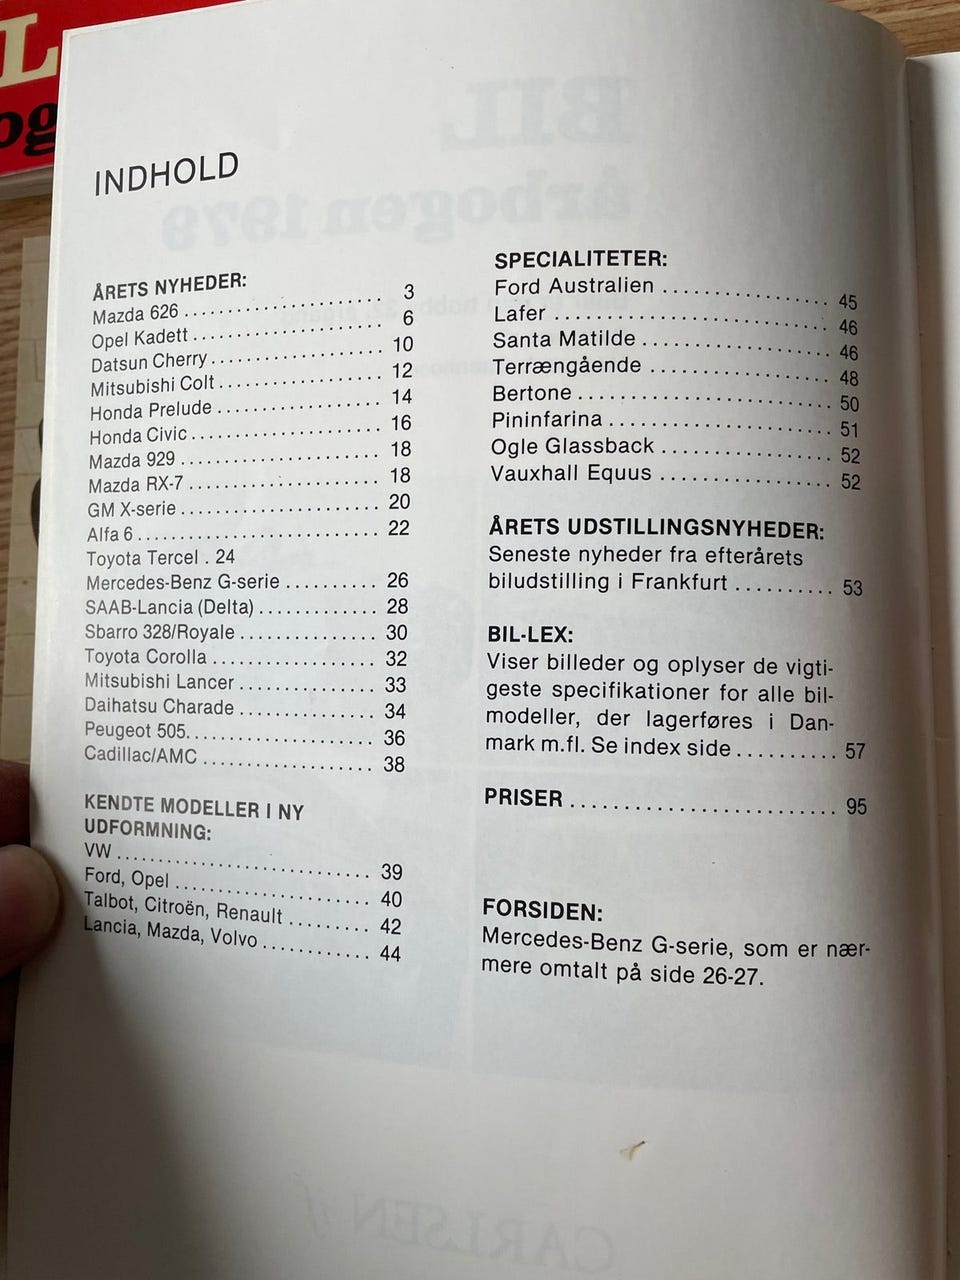 INDHOLD
ÅRETS NYHEDER:
Mazda 626 .................... 3
Opel Kadett .................... 6
Datsun Cherry .................... 10
Mitsubishi Colt .................... 12
Honda Prelude .................... 14
Honda Civic .................... 16
Mazda 929 .................... 18
Mazda RX-7 .................... 18
GM X-serie .................... 20
Alfa 6 .................... 22
Toyota Tercel . 24
Mercedes-Benz G-serie .......... 26
SAAB-Lancia (Delta) ............ 28
Sbarro 328/Royale .............. 30
Toyota Corolla ................. 32
Mitsubishi Lancer .............. 33
Daihatsu Charade ............... 34
Peugeot 505. ................... 36
Cadillac/AMC ................... 38
KENDTE MODELLER I NY
UDFORMNING:
VW ........................ 39
Ford, Opel .................... 40
Talbot, Citroën, Renault ........ 42
Lancia, Mazda, Volvo ........... 44
SPECIALITETER:
Ford Australien ............... 45
Lafer ......................... 46
Santa Matilde ................. 46
Terrængående .................. 48
Bertone ....................... 50
Pininfarina ................... 51
Ogle Glassback ................ 52
Vauxhall Equus ................ 52
ÅRETS UDSTILLINGSNYHEDER:
Seneste nyheder fra efterårets
biludstilling i Frankfurt .......... 53
BIL-LEX:
Viser billeder og oplyser de vigti-
geste specifikationer for alle bil-
modeller, der lagerføres i Dan-
mark m.fl. Se index side .......... 57
PRISER ......................... 95
FORSIDEN:
Mercedes-Benz G-serie, som er nær-
mere omtalt på side 26-27.
BIL
årbogen 1979
CARLSEN if
L
og